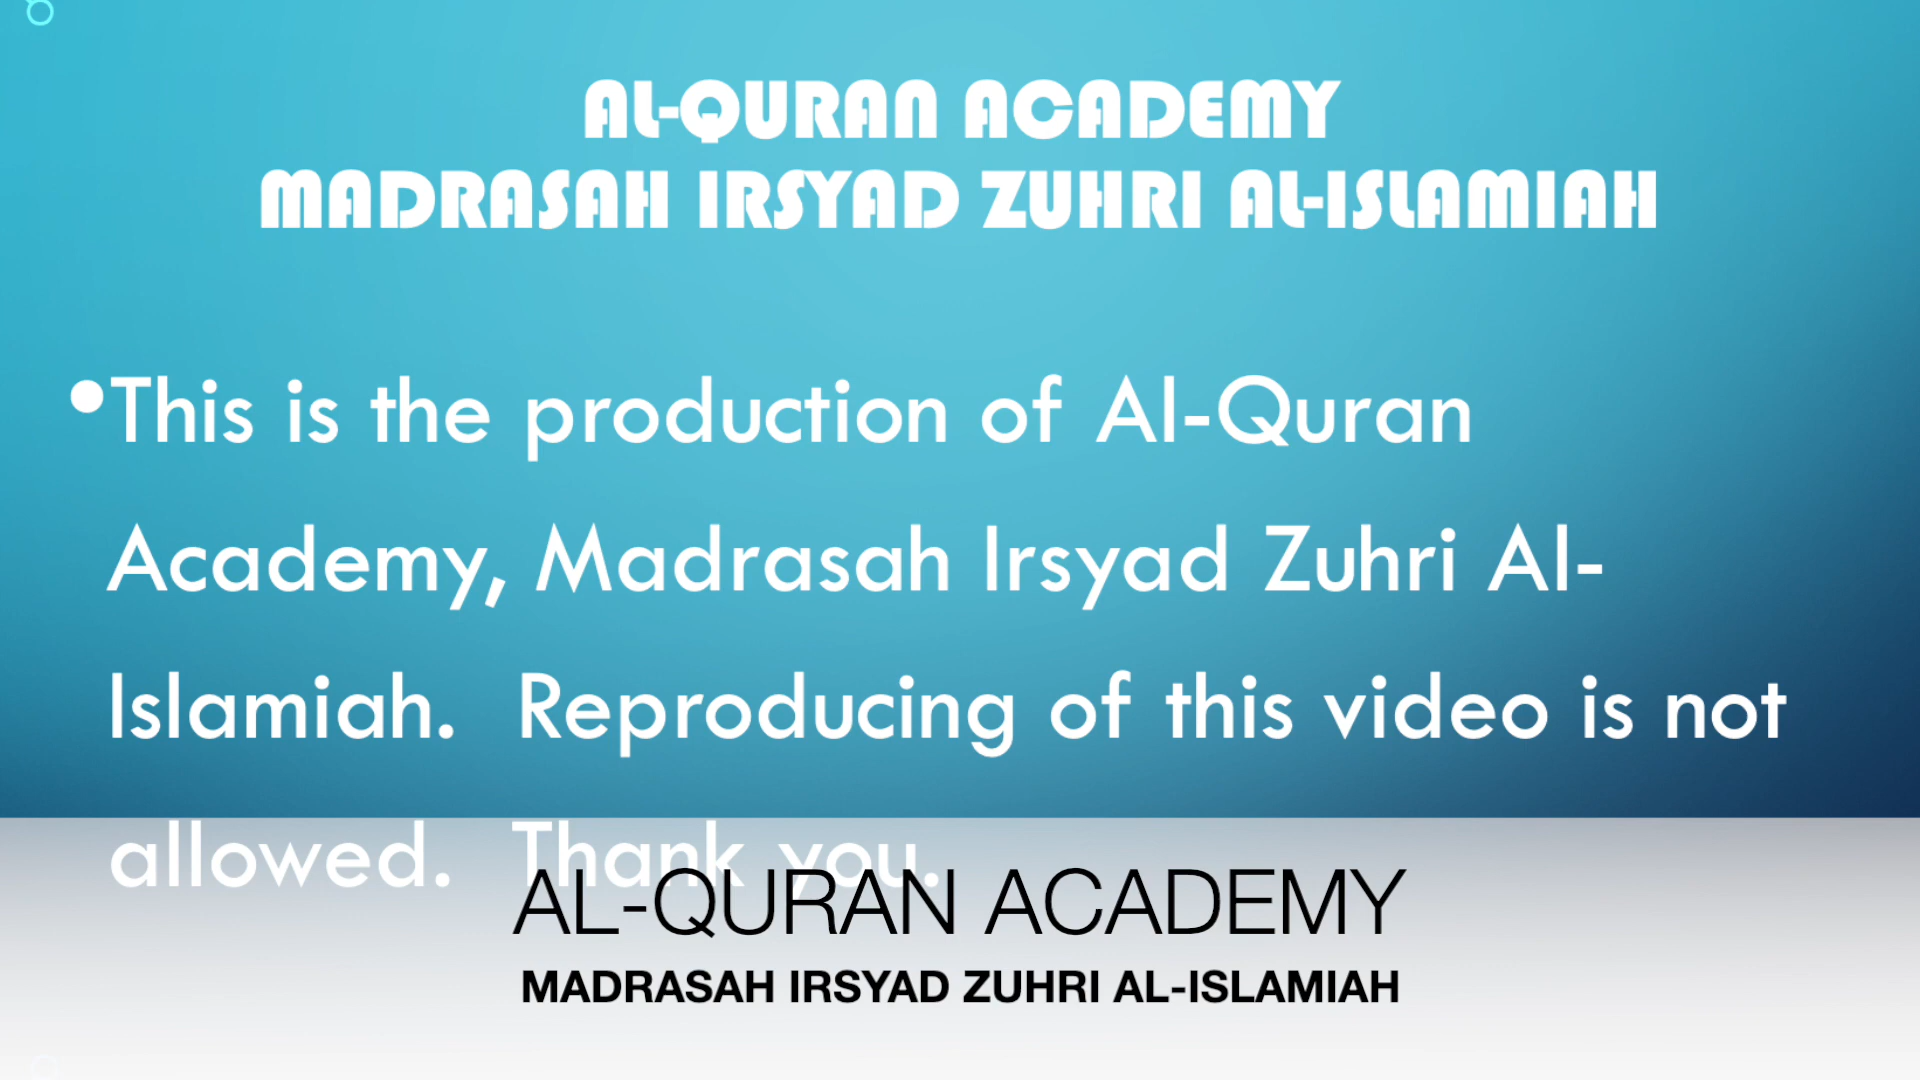 AL-QURAN ACADEMY
MADRASAH IRSYAD ZUHRI AL-ISLAMIAH
•This is the production of Al-Quran
Academy, Madrasah Irsyad Zuhri Al-
Islamiah. Reproducing of this video is not
allowed. Thank you.
AL-QURAN ACADEMY
MADRASAH IRSYAD ZUHRI AL-ISLAMIAH